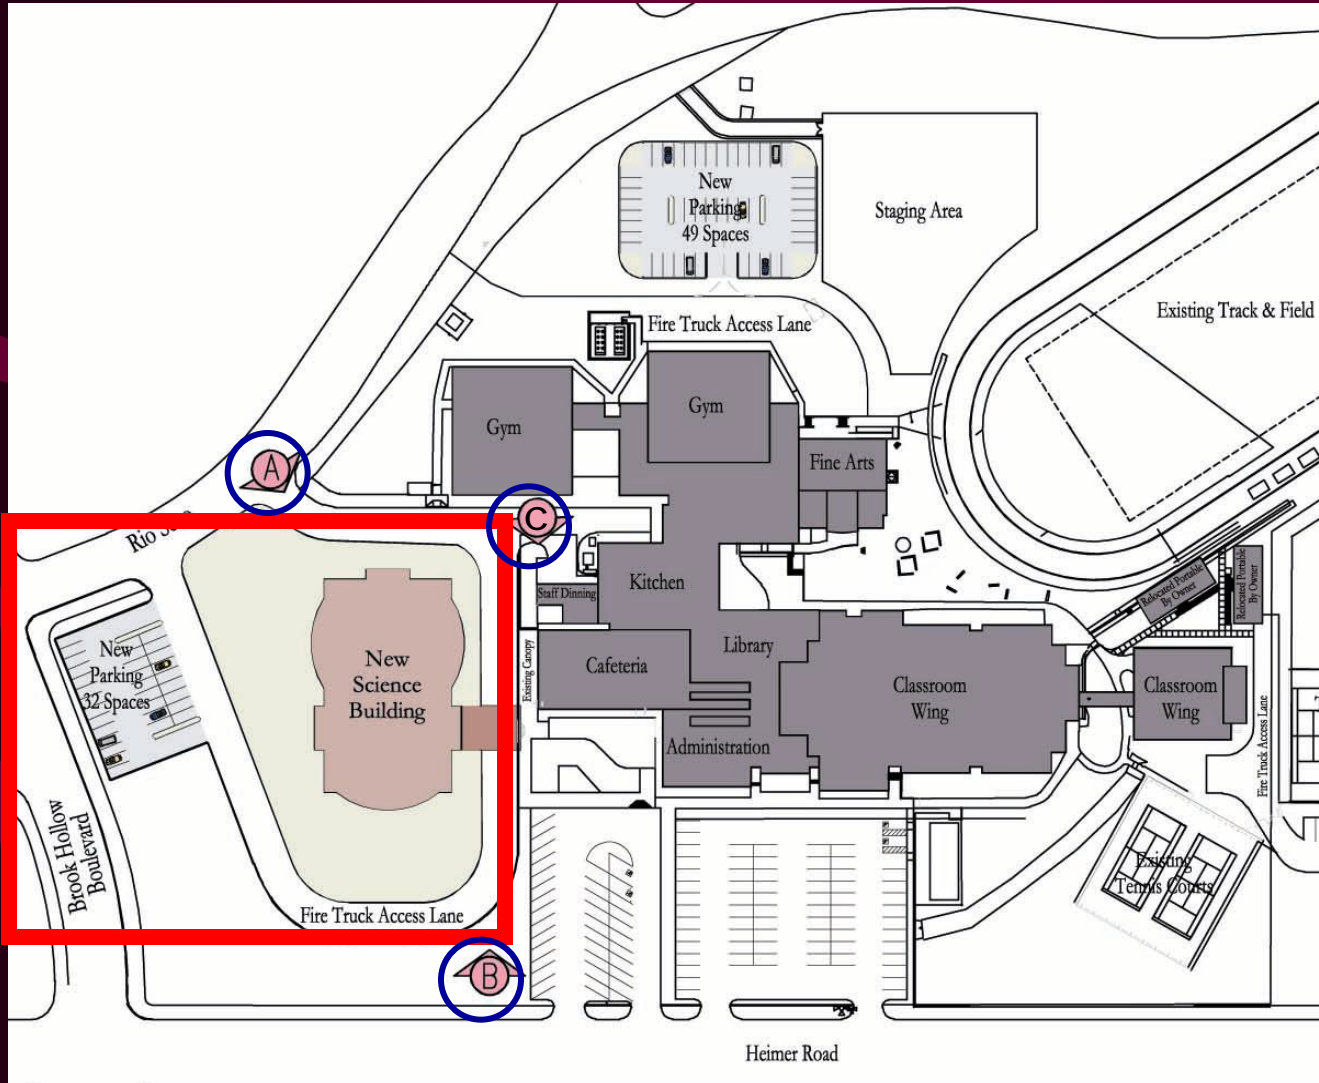 New
Parking
49 Spaces
Staging Area
Existing Track & Field
Fire Truck Access Lane
Gym
Gym
Fine Arts
A
C
Rio
Relocated Portable
By Owner
Relocated Portable
By Owner
Kitchen
Staff Dinning
New
Parking
32 Spaces
New
Science
Building
Existing Canopy
Cafeteria
Library
Classroom
Wing
Classroom
Wing
Administration
Fire Truck Access Lane
Brook Hollow
Boulevard
Existing
Tennis Courts
Fire Truck Access Lane
B
Heimer Road